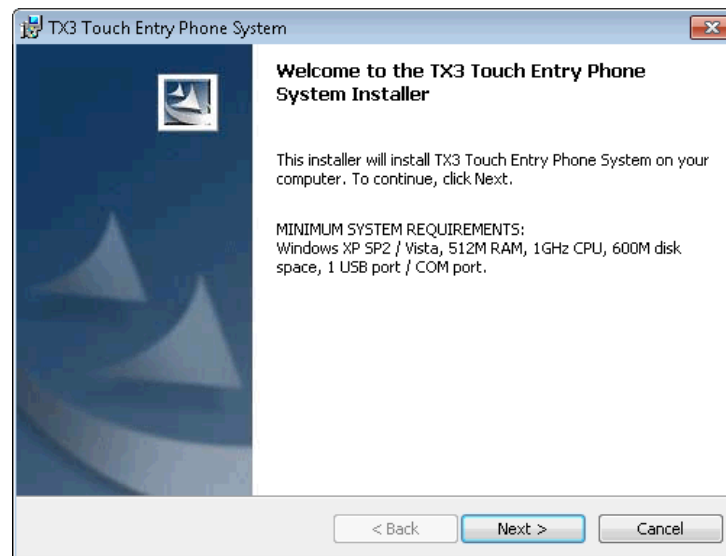 TX3 Touch Entry Phone System
Welcome to the TX3 Touch Entry Phone
System Installer
This installer will install TX3 Touch Entry Phone System on your
computer. To continue, click Next.
MINIMUM SYSTEM REQUIREMENTS:
Windows XP SP2 / Vista, 512M RAM, 1GHz CPU, 600M disk
space, 1 USB port / COM port.
< Back Next > Cancel